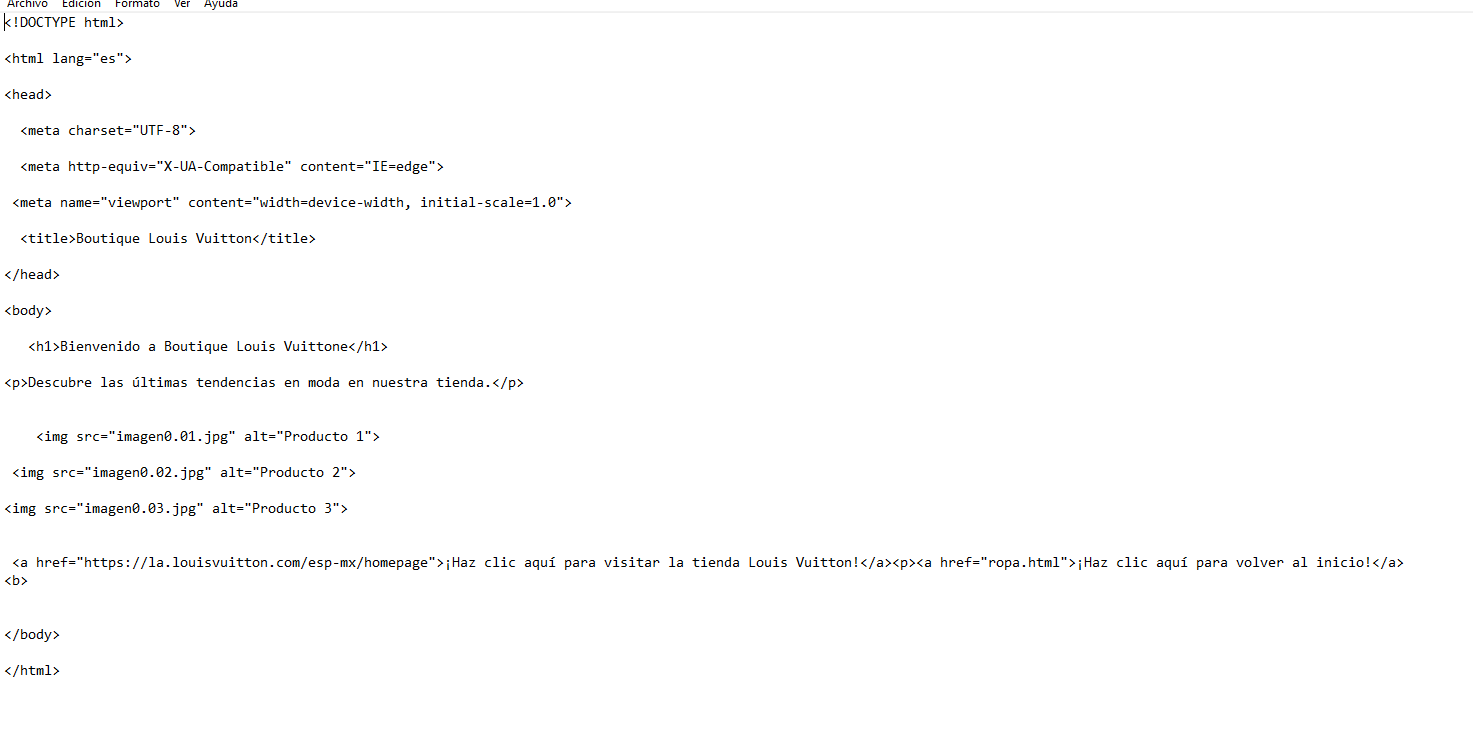 Archivo Edición Formato Ver Ayuda
<!DOCTYPE html>
<html lang="es">
<head>
<meta charset="UTF-8">
<meta http-equiv="X-UA-Compatible" content="IE=edge">
<meta name="viewport" content="width=device-width, initial-scale=1.0">
<title>Boutique Louis Vuitton</title>
</head>
<body>
<h1>Bienvenido a Boutique Louis Vuittone</h1>
<p>Descubre las últimas tendencias en moda en nuestra tienda.</p>
<img src="imagen0.01.jpg" alt="Producto 1">
<img src="imagen0.02.jpg" alt="Producto 2">
<img src="imagen0.03.jpg" alt="Producto 3">
<a href="https://la.louisvuitton.com/esp-mx/homepage">¡Haz clic aquí para visitar la tienda Louis Vuitton!</a><p><a href="ropa.html">¡Haz clic aquí para volver al inicio!</a>
<b>
</body>
</html>